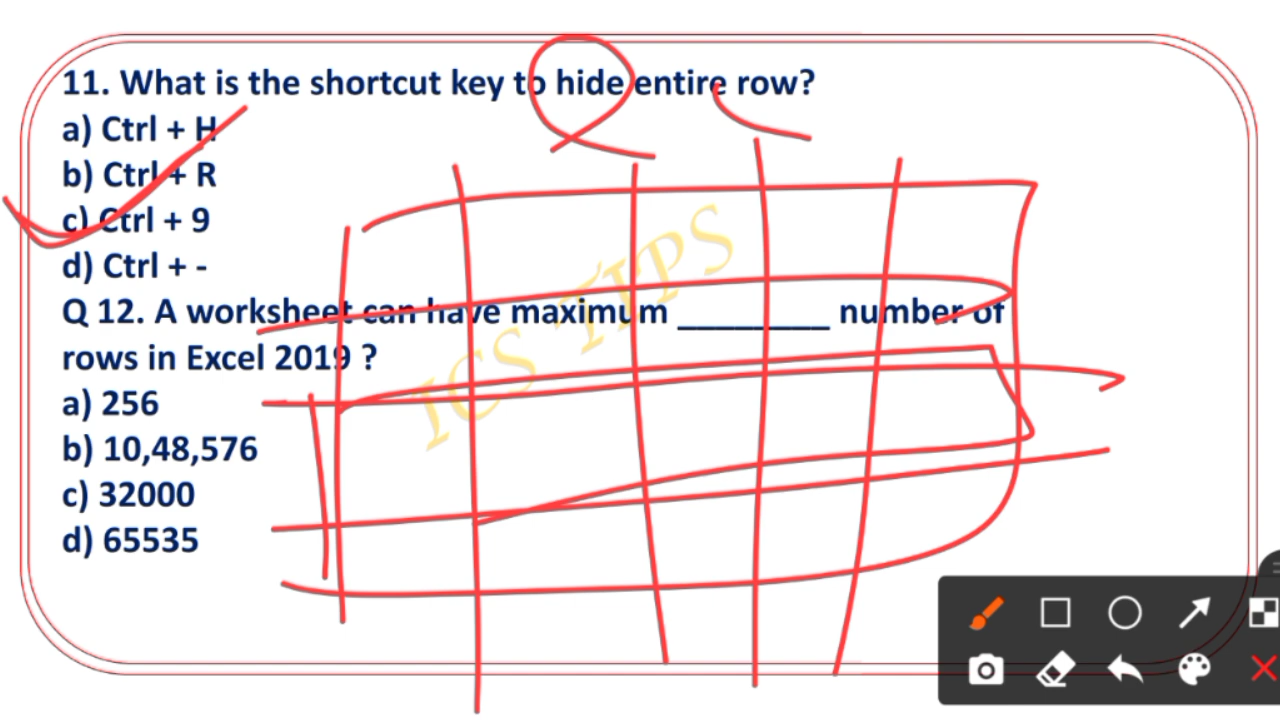 11. What is the shortcut key to hide entire row?
a) Ctrl + H
b) Ctrl + R
c) Ctrl + 9
d) Ctrl + -
Q 12. A worksheet can have maximum ________ number of
rows in Excel 2019 ?
a) 256
b) 10,48,576
c) 32000
d) 65535
ICS TIPS